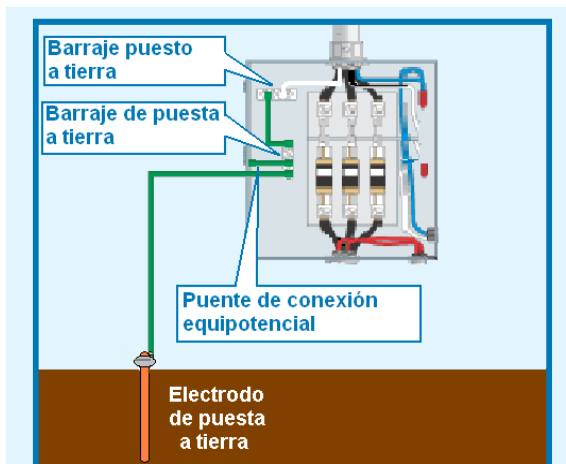 Barraje puesto
a tierra
Barraje de puesta
a tierra
Puente de conexión
equipotencial
Electrodo
de puesta
a tierra